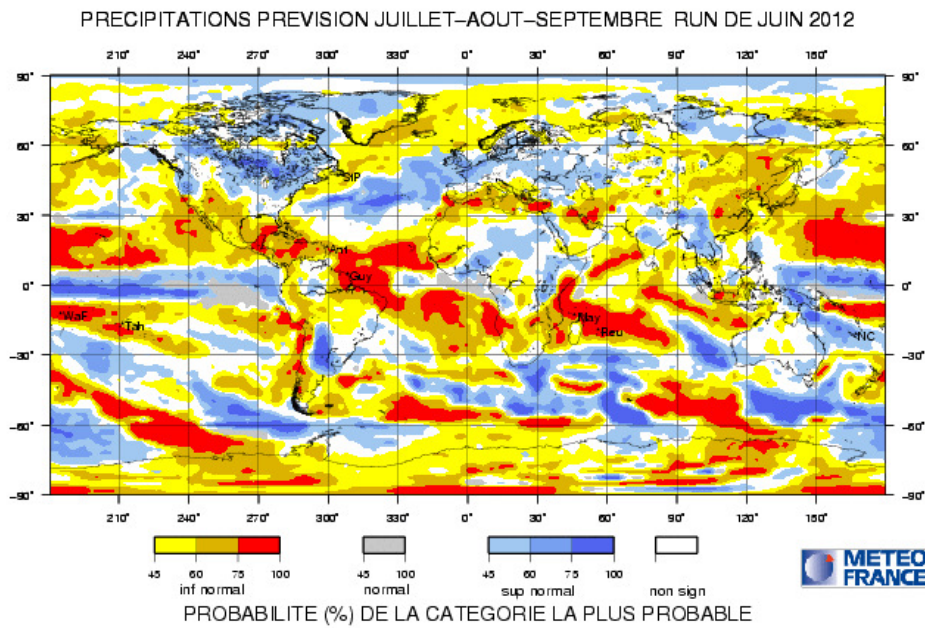 PRECIPITATIONS PREVISION JUILLET–AOUT–SEPTEMBRE RUN DE JUIN 2012
210° 240° 270° 300° 330° 0° 30° 60° 90° 120° 150°
90° 90°
60° 60°
StP
30° 30°
Ant
Guy
0° 0°
WaF Tah May Reu NC
−30° −30°
−60° −60°
−90° −90°
210° 240° 270° 300° 330° 0° 30° 60° 90° 120° 150°
45 60 75 100 45 100 45 60 75 100
inf normal normal sup normal non sign
METEO
FRANCE
PROBABILITE (%) DE LA CATEGORIE LA PLUS PROBABLE